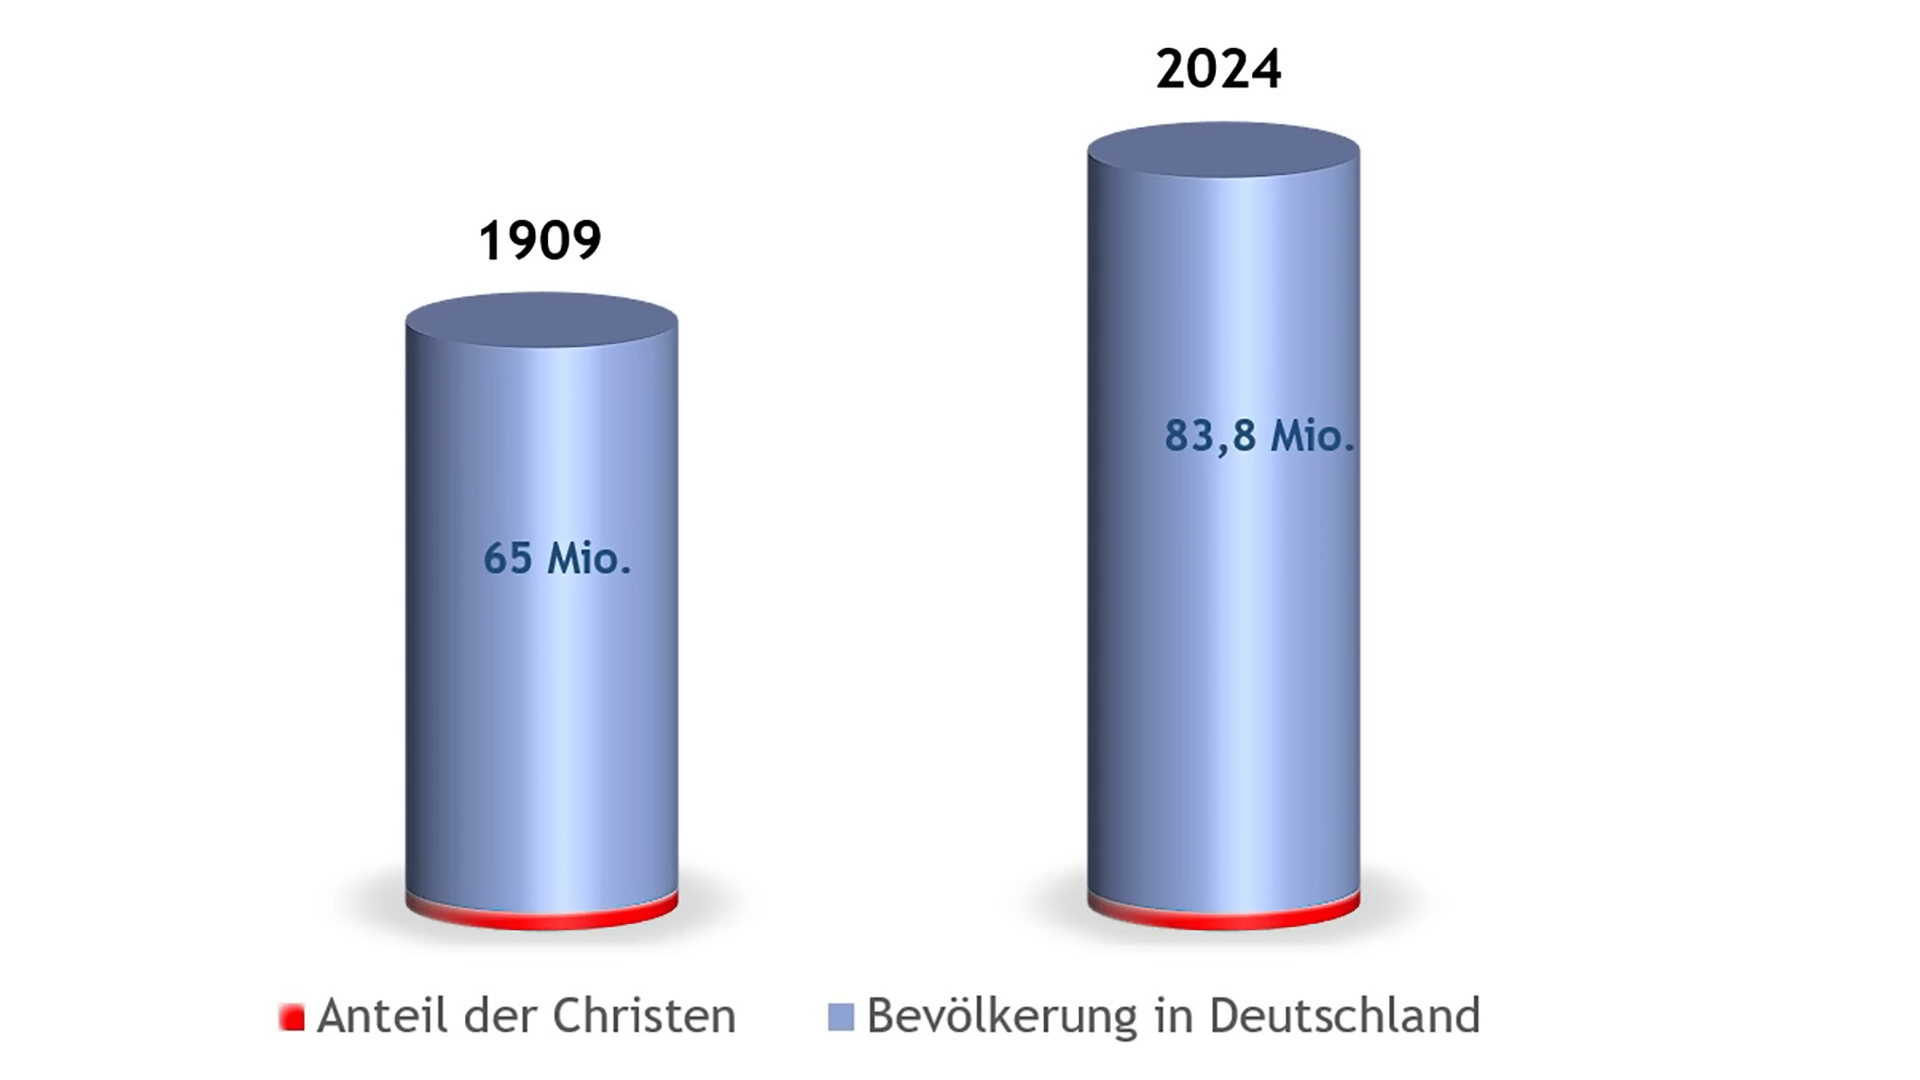 2024
1909
83,8 Mio.
65 Mio.
Anteil der Christen
Bevölkerung in Deutschland